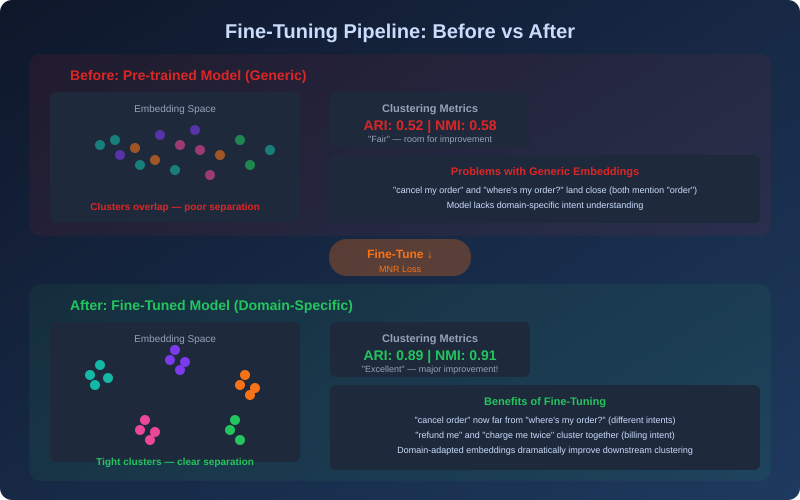 Fine-Tuning Pipeline: Before vs After
Before: Pre-trained Model (Generic)
Embedding Space
Clusters overlap — poor separation
Clustering Metrics
ARI: 0.52 | NMI: 0.58
"Fair" — room for improvement
Problems with Generic Embeddings
"cancel my order" and "where's my order?" land close (both mention "order")
Model lacks domain-specific intent understanding
Fine-Tune ↓
MNR Loss
After: Fine-Tuned Model (Domain-Specific)
Embedding Space
Tight clusters — clear separation
Clustering Metrics
ARI: 0.89 | NMI: 0.91
"Excellent" — major improvement!
Benefits of Fine-Tuning
"cancel order" now far from "where's my order?" (different intents)
"refund me" and "charge me twice" cluster together (billing intent)
Domain-adapted embeddings dramatically improve downstream clustering